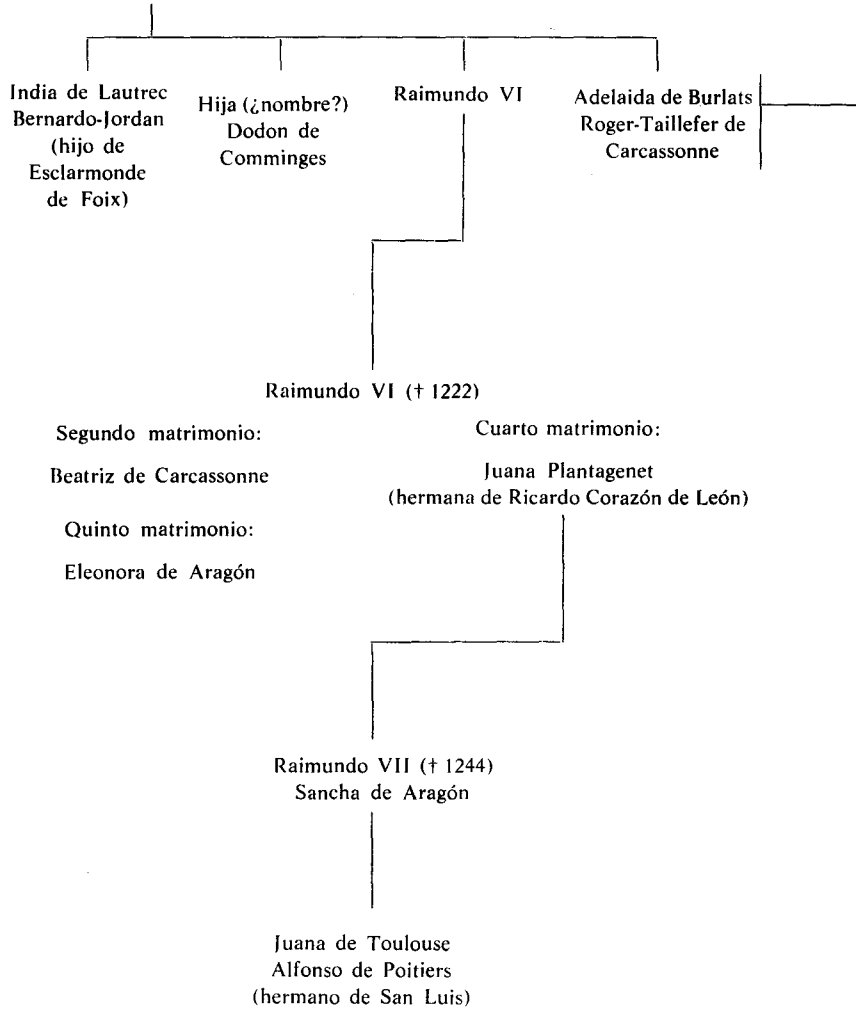 India de Lautrec
Bernardo-Jordan
(hijo de
Esclarmonde
de Foix)
Hija (¿nombre?)
Dodon de
Comminges
Raimundo VI
Adelaida de Burlats
Roger-Taillefer de
Carcassonne
Raimundo VI († 1222)
Segundo matrimonio:
Beatriz de Carcassonne
Quinto matrimonio:
Eleonora de Aragón
Cuarto matrimonio:
Juana Plantagenet
(hermana de Ricardo Corazón de León)
Raimundo VII († 1244)
Sancha de Aragón
Juana de Toulouse
Alfonso de Poitiers
(hermano de San Luis)